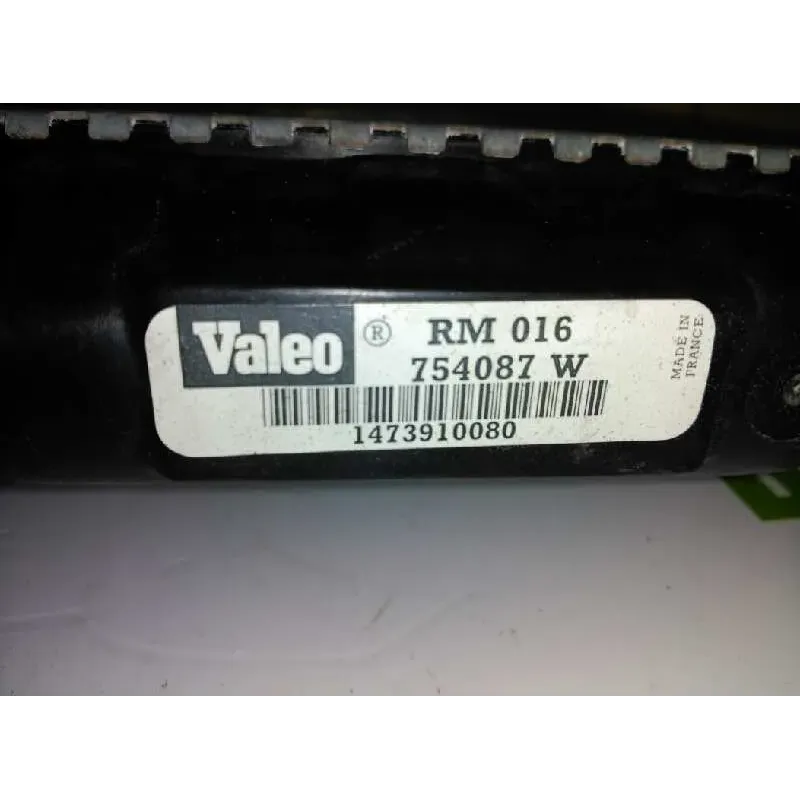 Valeo ® RM 016
754087 W
1473910080
MADE IN
FRANCE